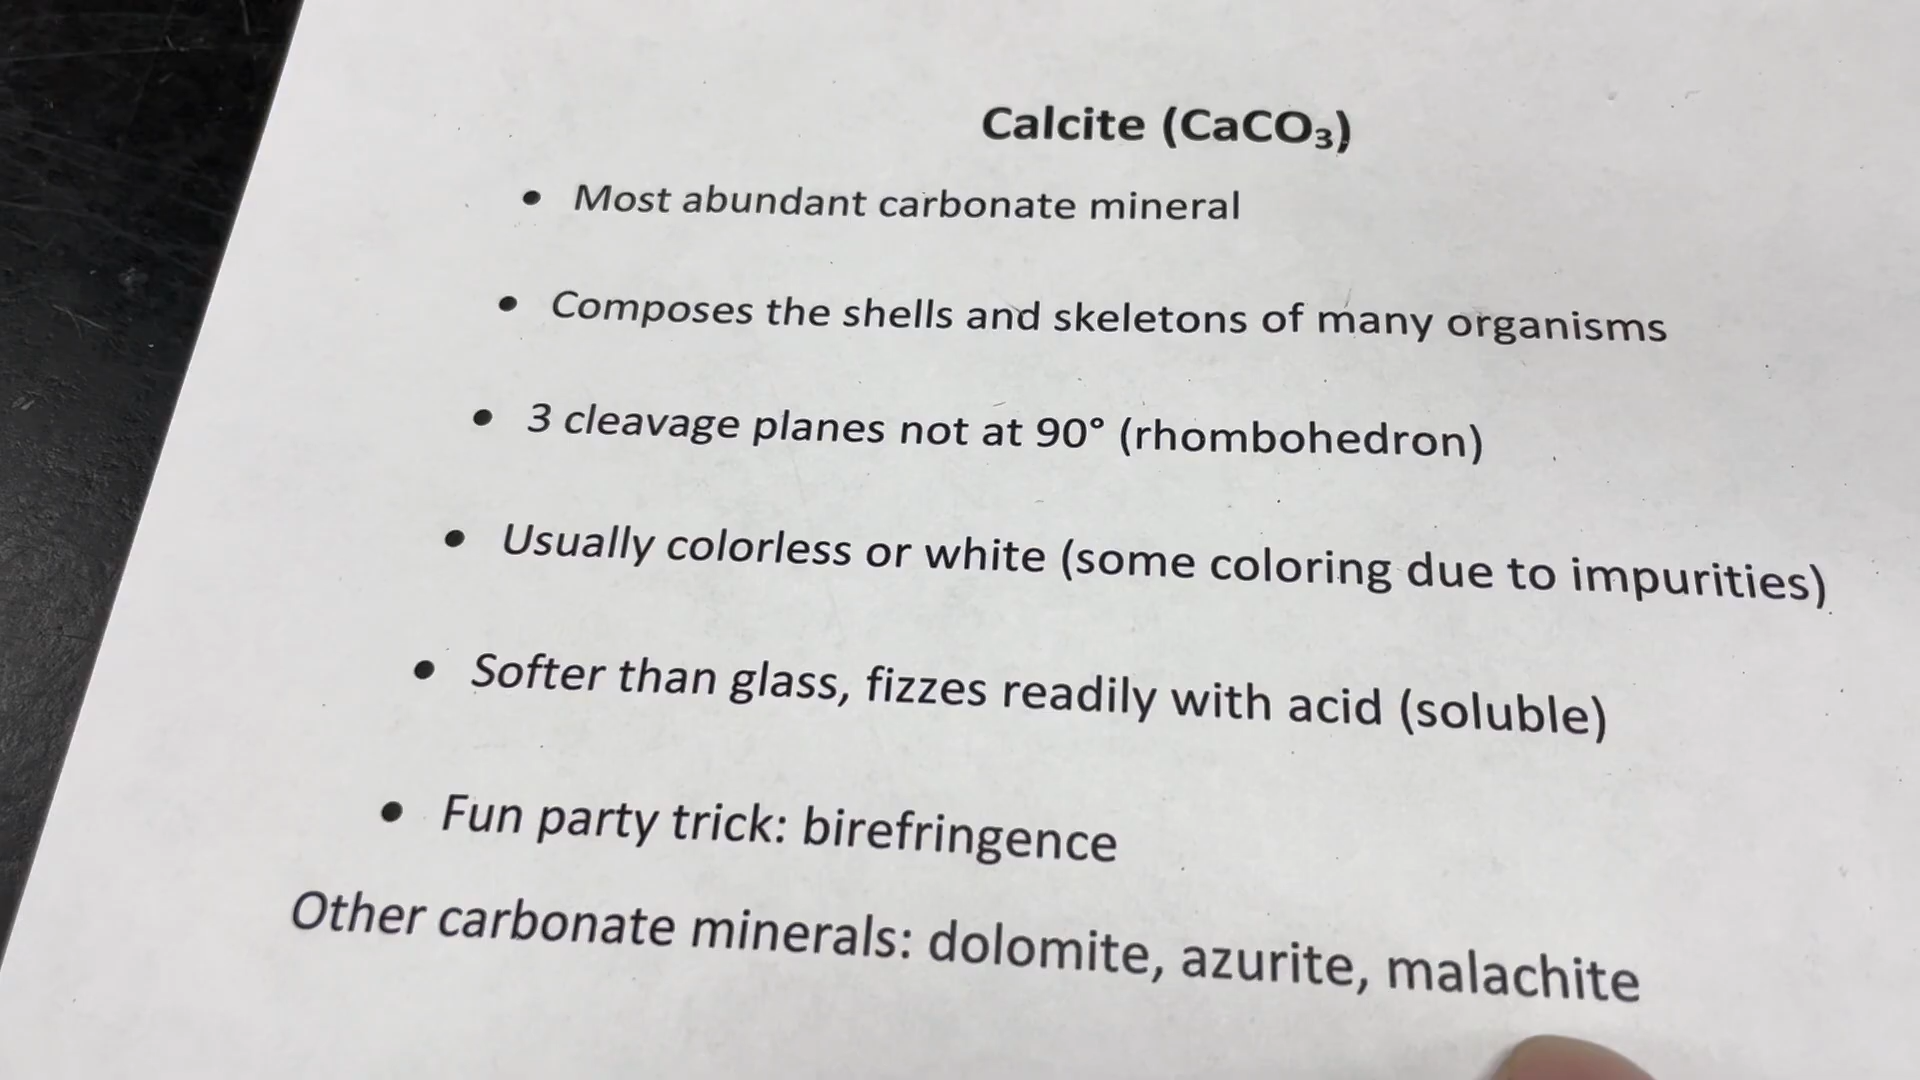 Calcite (CaCO₃)
• Most abundant carbonate mineral
• Composes the shells and skeletons of many organisms
• 3 cleavage planes not at 90° (rhombohedron)
• Usually colorless or white (some coloring due to impurities)
• Softer than glass, fizzes readily with acid (soluble)
• Fun party trick: birefringence
Other carbonate minerals: dolomite, azurite, malachite